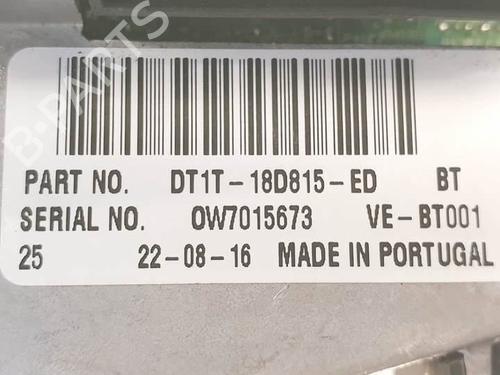 B-PARTS
PART NO. DT1T-18D815-ED BT
SERIAL NO. 0W7015673 VE-BT001
25 22-08-16 MADE IN PORTUGAL